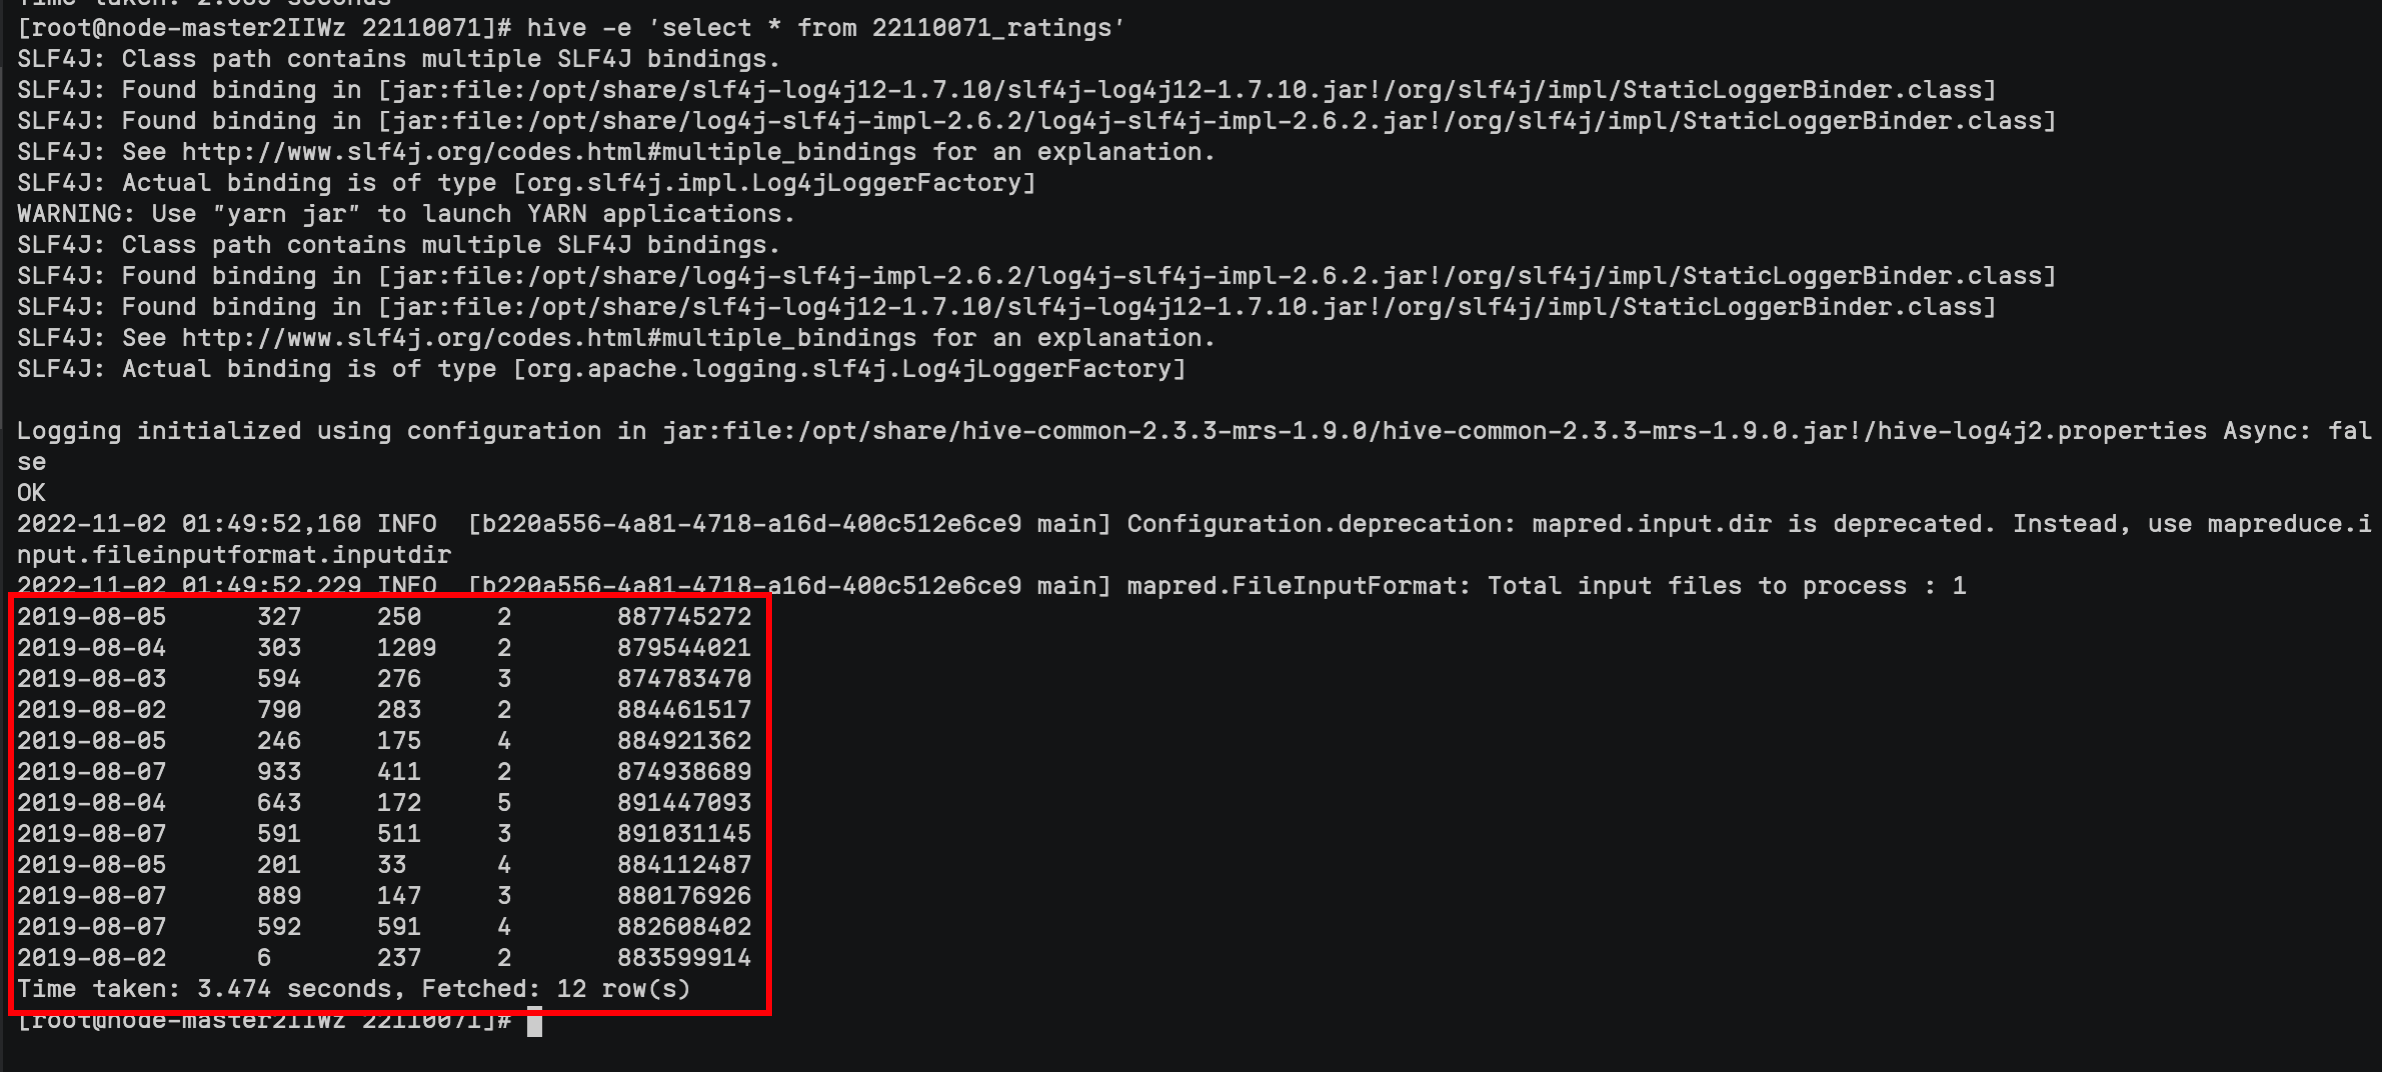 Time taken: 2.   seconds
[root@node-master2IIWz 22110071]# hive -e 'select * from 22110071_ratings'
SLF4J: Class path contains multiple SLF4J bindings.
SLF4J: Found binding in [jar:file:/opt/share/slf4j-log4j12-1.7.10/slf4j-log4j12-1.7.10.jar!/org/slf4j/impl/StaticLoggerBinder.class]
SLF4J: Found binding in [jar:file:/opt/share/log4j-slf4j-impl-2.6.2/log4j-slf4j-impl-2.6.2.jar!/org/slf4j/impl/StaticLoggerBinder.class]
SLF4J: See http://www.slf4j.org/codes.html#multiple_bindings for an explanation.
SLF4J: Actual binding is of type [org.slf4j.impl.Log4jLoggerFactory]
WARNING: Use "yarn jar" to launch YARN applications.
SLF4J: Class path contains multiple SLF4J bindings.
SLF4J: Found binding in [jar:file:/opt/share/log4j-slf4j-impl-2.6.2/log4j-slf4j-impl-2.6.2.jar!/org/slf4j/impl/StaticLoggerBinder.class]
SLF4J: Found binding in [jar:file:/opt/share/slf4j-log4j12-1.7.10/slf4j-log4j12-1.7.10.jar!/org/slf4j/impl/StaticLoggerBinder.class]
SLF4J: See http://www.slf4j.org/codes.html#multiple_bindings for an explanation.
SLF4J: Actual binding is of type [org.apache.logging.slf4j.Log4jLoggerFactory]
Logging initialized using configuration in jar:file:/opt/share/hive-common-2.3.3-mrs-1.9.0/hive-common-2.3.3-mrs-1.9.0.jar!/hive-log4j2.properties Async: fal
se
OK
2022-11-02 01:49:52,160 INFO  [b220a556-4a81-4718-a16d-400c512e6ce9 main] Configuration.deprecation: mapred.input.dir is deprecated. Instead, use mapreduce.i
nput.fileinputformat.inputdir
2022-11-02 01:49:52,229 INFO  [b220a556-4a81-4718-a16d-400c512e6ce9 main] mapred.FileInputFormat: Total input files to process : 1
2019-08-05 327 250 2 887745272
2019-08-04 303 1209 2 879544021
2019-08-03 594 276 3 874783470
2019-08-02 790 283 2 884461517
2019-08-05 246 175 4 884921362
2019-08-07 933 411 2 874938689
2019-08-04 643 172 5 891447093
2019-08-07 591 511 3 891031145
2019-08-05 201 33 4 884112487
2019-08-07 889 147 3 880176926
2019-08-07 592 591 4 882608402
2019-08-02 6 237 2 883599914
Time taken: 3.474 seconds, Fetched: 12 row(s)
[root@node-master2IIWz 22110071]#